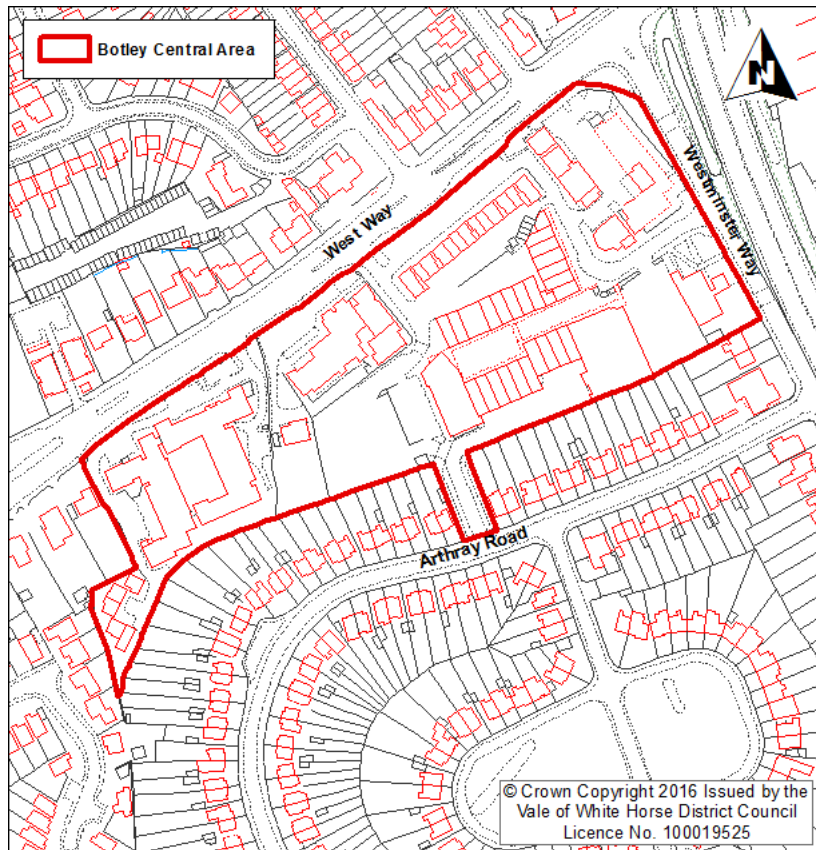 Botley Central Area
N
West Way
Westminster Way
Arthray Road
© Crown Copyright 2016 Issued by the
Vale of White Horse District Council
Licence No. 100019525